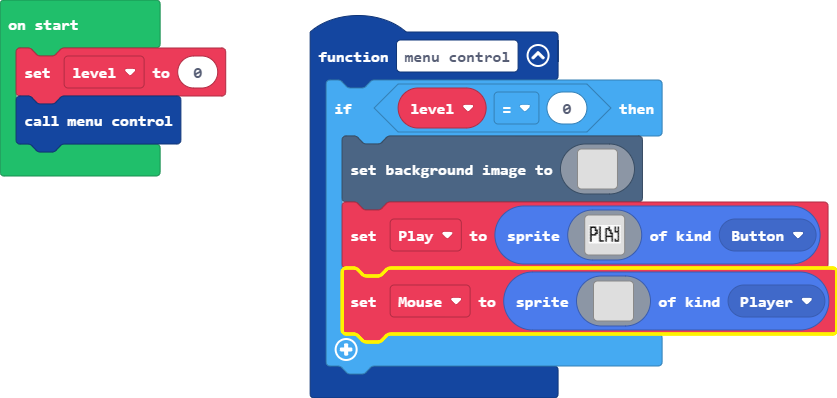 on start
set level to 0
call menu control
function menu control
if level = 0 then
set background image to
set Play to sprite PLAY of kind Button
set Mouse to sprite of kind Player